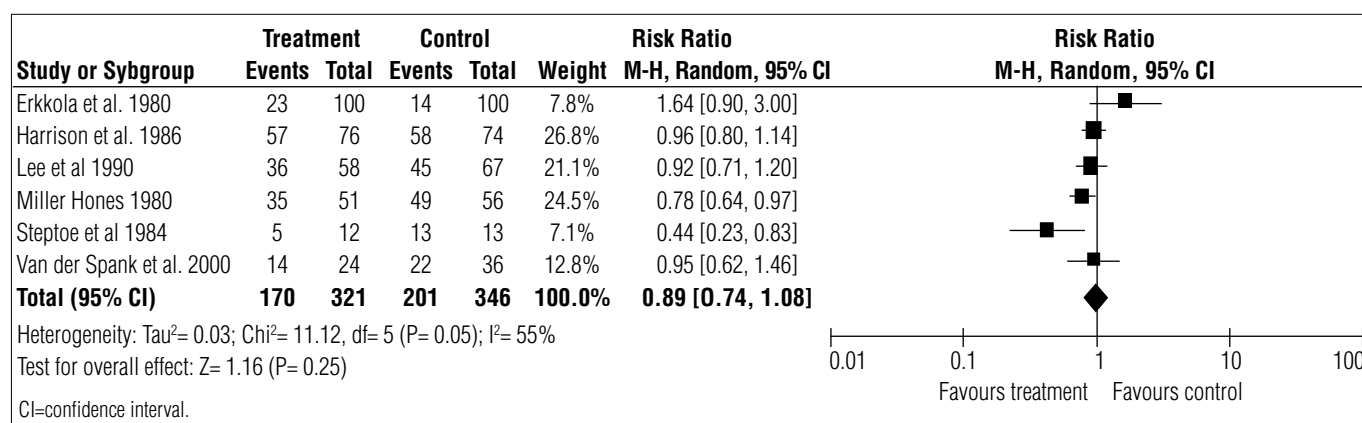 Treatment Control Risk Ratio Risk Ratio
Study or Sybgroup Events Total Events Total Weight M-H, Random, 95% CI M-H, Random, 95% CI
Erkkola et al. 1980 23 100 14 100 7.8% 1.64 [0.90, 3.00]
Harrison et al. 1986 57 76 58 74 26.8% 0.96 [0.80, 1.14]
Lee et al 1990 36 58 45 67 21.1% 0.92 [0.71, 1.20]
Miller Hones 1980 35 51 49 56 24.5% 0.78 [0.64, 0.97]
Steptoe et al 1984 5 12 13 13 7.1% 0.44 [0.23, 0.83]
Van der Spank et al. 2000 14 24 22 36 12.8% 0.95 [0.62, 1.46]
Total (95% CI) 170 321 201 346 100.0% 0.89 [0.74, 1.08]
Heterogeneity: Tau²= 0.03; Chi²= 11.12, df= 5 (P= 0.05); I²= 55%
Test for overall effect: Z= 1.16 (P= 0.25)
0.01 0.1 1 10 100
Favours treatment Favours control
CI=confidence interval.